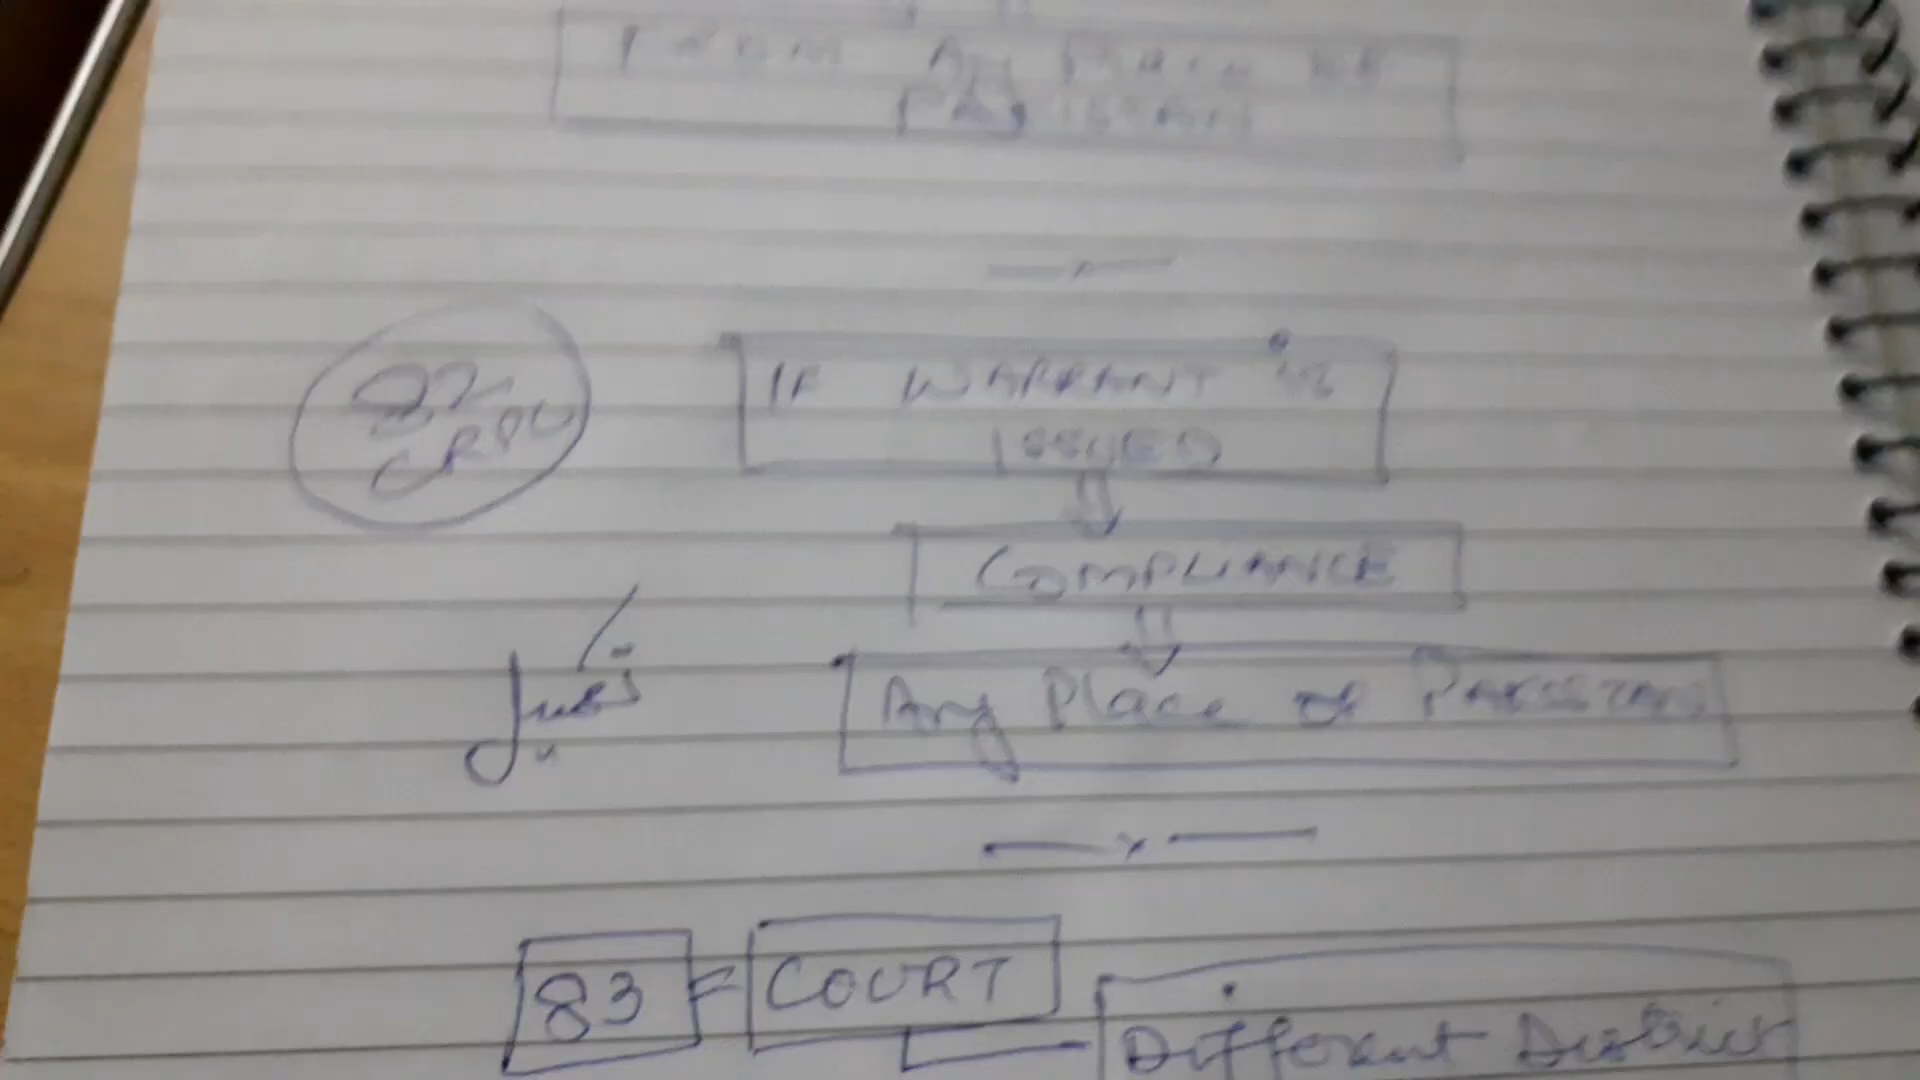 FROM Any Place of
PAKISTAN
82
CRPC
IF WARRANT is
ISSUED
COMPLIANCE
Any Place of PAKISTAN
83 = COURT
Different District